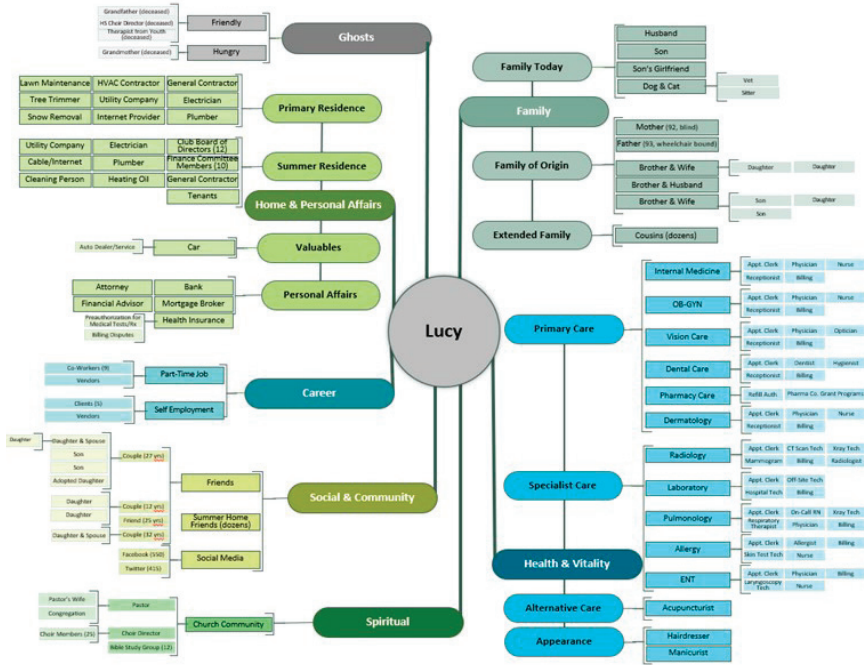 Grandfather (deceased)
HS Choir Director (deceased)
Therapist from Youth
(deceased)
Friendly
Grandmother (deceased)
Hungry
Ghosts
Lawn Maintenance
HVAC Contractor
General Contractor
Tree Trimmer
Utility Company
Electrician
Snow Removal
Internet Provider
Plumber
Primary Residence
Utility Company
Electrician
Club Board of
Directors (12)
Cable/Internet
Plumber
Finance Committee
Members (10)
Cleaning Person
Heating Oil
General Contractor
Tenants
Summer Residence
Home & Personal Affairs
Auto Dealer/Service
Car
Valuables
Attorney
Bank
Financial Advisor
Mortgage Broker
Preauthorization for
Medical Tests/Rx
Billing Disputes
Health Insurance
Personal Affairs
Co-Workers (9)
Vendors
Part-Time Job
Clients (5)
Vendors
Self Employment
Career
Daughter
Daughter & Spouse
Son
Son
Adopted Daughter
Couple (27 yrs)
Friends
Daughter
Daughter
Couple (12 yrs)
Friend (25 yrs)
Daughter & Spouse
Couple (32 yrs)
Summer Home
Friends (dozens)
Facebook (550)
Twitter (415)
Social Media
Social & Community
Pastor's Wife
Congregation
Pastor
Choir Members (25)
Choir Director
Bible Study Group (12)
Church Community
Spiritual
Lucy
Family Today
Husband
Son
Son's Girlfriend
Dog & Cat
Vet
Sitter
Family
Family of Origin
Mother (92, blind)
Father (93, wheelchair bound)
Brother & Wife
Daughter
Daughter
Brother & Husband
Brother & Wife
Son
Daughter
Son
Extended Family
Cousins (dozens)
Primary Care
Internal Medicine
Appt. Clerk
Physician
Nurse
Receptionist
Billing
OB-GYN
Appt. Clerk
Physician
Nurse
Receptionist
Billing
Vision Care
Appt. Clerk
Physician
Optician
Receptionist
Billing
Dental Care
Appt. Clerk
Dentist
Hygienist
Receptionist
Billing
Pharmacy Care
Refill Auth
Pharma Co. Grant Programs
Dermatology
Appt. Clerk
Physician
Nurse
Receptionist
Billing
Specialist Care
Radiology
Appt. Clerk
CT Scan Tech
Xray Tech
Mammogram
Billing
Radiologist
Laboratory
Appt. Clerk
Off-Site Tech
Hospital Tech
Billing
Pulmonology
Appt. Clerk
On-Call RN
Xray Tech
Respiratory
Therapist
Physician
Billing
Allergy
Appt. Clerk
Allergist
Billing
Skin Test Tech
Nurse
ENT
Appt. Clerk
Physician
Billing
Laryngoscopy
Tech
Nurse
Health & Vitality
Alternative Care
Acupuncturist
Appearance
Hairdresser
Manicurist